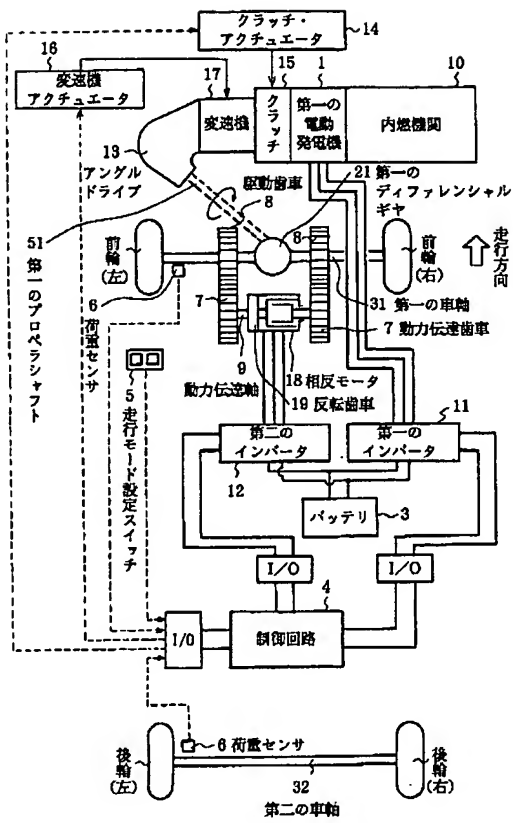 クラッチ・
アクチュエータ
14
16
変速機
アクチュエータ
17
15
1
10
変速機
クラッチ
第一の
電動
発電機
内燃機関
13
アングル
ドライブ
駆動歯車
8
21 第一の
ディファレンシャル
ギヤ
8
51 第一のプロペラシャフト
前輪
(左)
前輪
(右)
走行方向
6 荷重センサ
7
31 第一の車軸
7 動力伝達歯車
9
動力伝達軸
18 相反モータ
19 反転歯車
5 走行モード設定スイッチ
第二の
インバータ
12
第一の
インバータ
11
バッテリ
3
I/O
I/O
4
I/O
制御回路
6 荷重センサ
後輪
(左)
後輪
(右)
32
第二の車軸